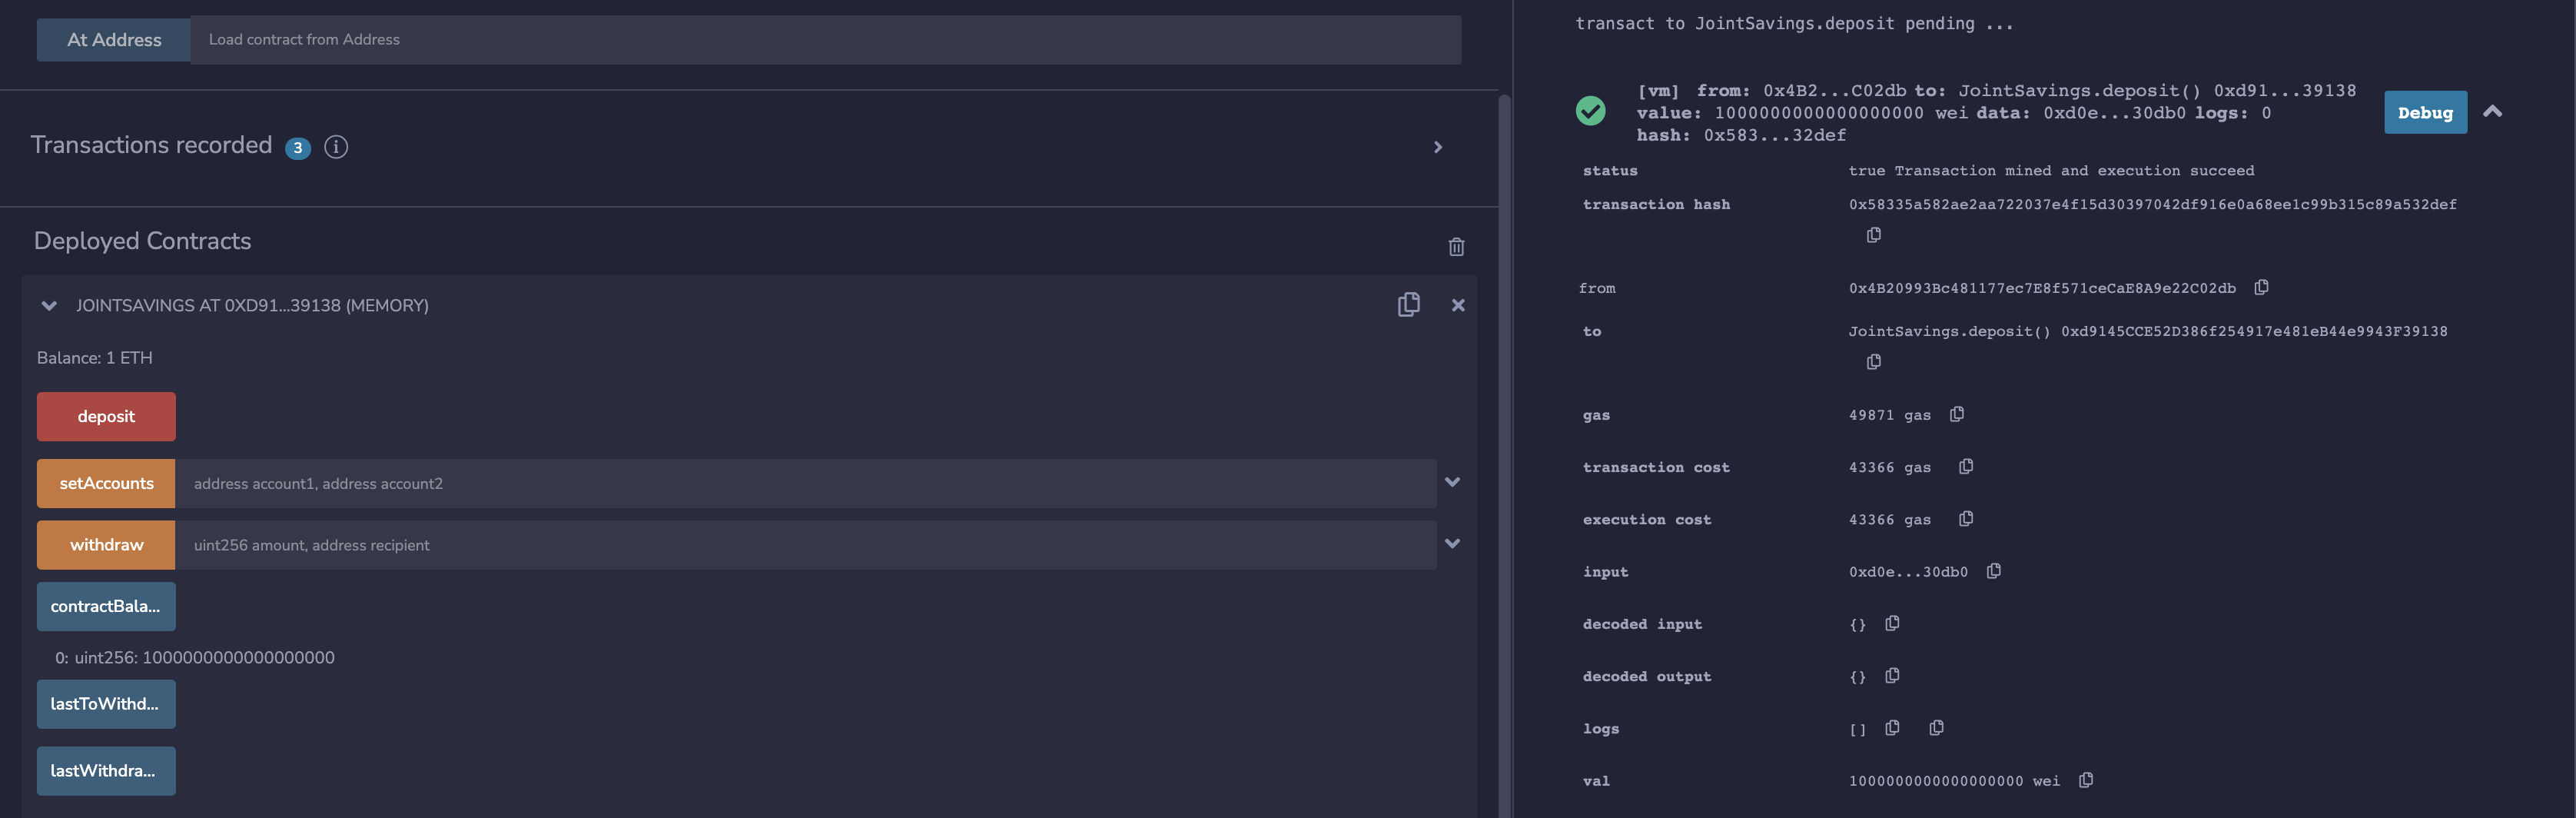 At Address
Load contract from Address
Transactions recorded 3 i
Deployed Contracts
JOINTSAVINGS AT 0XD91...39138 (MEMORY)
Balance: 1 ETH
deposit
setAccounts
address account1, address account2
withdraw
uint256 amount, address recipient
contractBala...
0: uint256: 1000000000000000000
lastToWithd...
lastWithdra...
transact to JointSavings.deposit pending ...
[vm] from: 0x4B2...C02db to: JointSavings.deposit() 0xd91...39138
value: 1000000000000000000 wei data: 0xd0e...30db0 logs: 0
hash: 0x583...32def
Debug
status true Transaction mined and execution succeed
transaction hash 0x58335a582ae2aa722037e4f15d30397042df916e0a68ee1c99b315c89a532def
from 0x4B20993Bc481177ec7E8f571ceCaE8A9e22C02db
to JointSavings.deposit() 0xd9145CCE52D386f254917e481eB44e9943F39138
gas 49871 gas
transaction cost 43366 gas
execution cost 43366 gas
input 0xd0e...30db0
decoded input {}
decoded output {}
logs []
val 1000000000000000000 wei